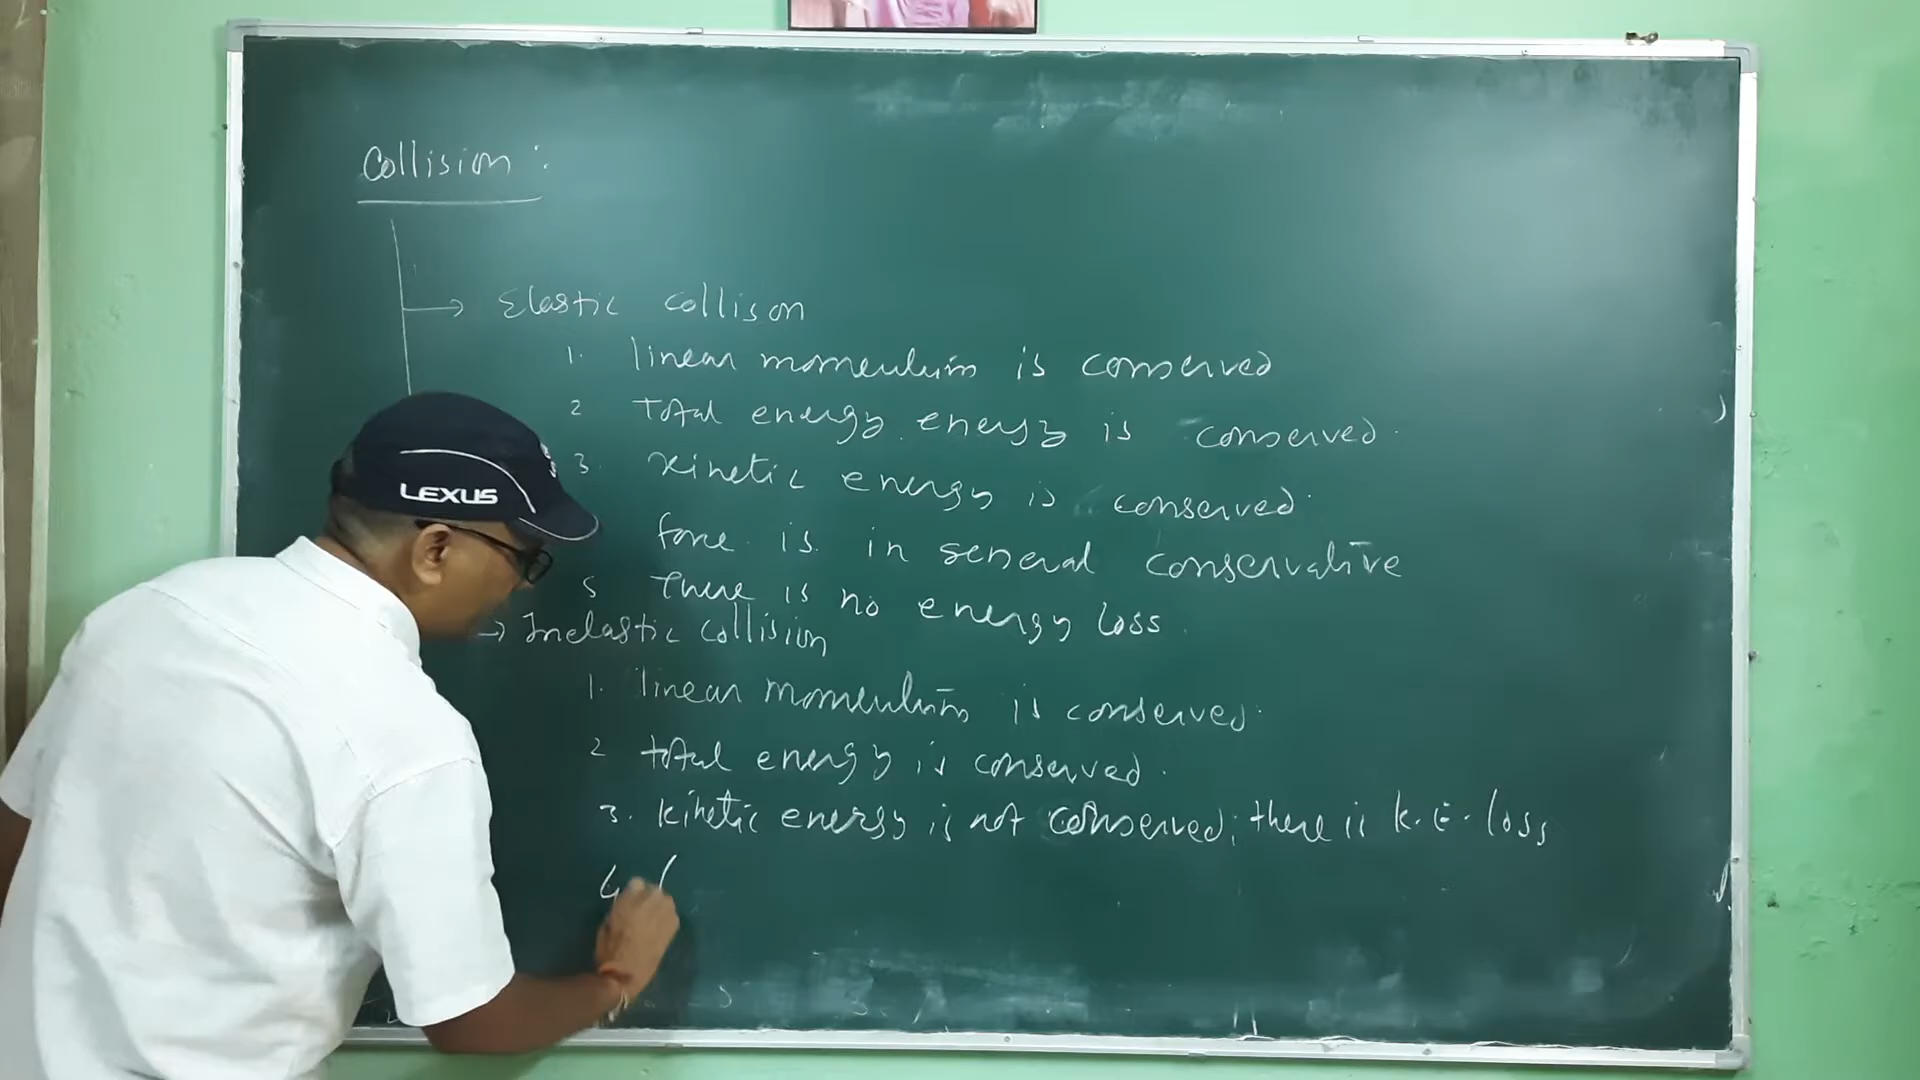 Collision :
Elastic collison
1. linear momentum is conserved
2 Total energy energy is conserved.
3. Kinetic energy is conserved.
force is in general conservative
5 There is no energy loss.
→ Inelastic collision
1. linear momentum is conserved.
2 total energy is conserved.
3. Kinetic energy is not conserved; there is K.E. loss
4
LEXUS